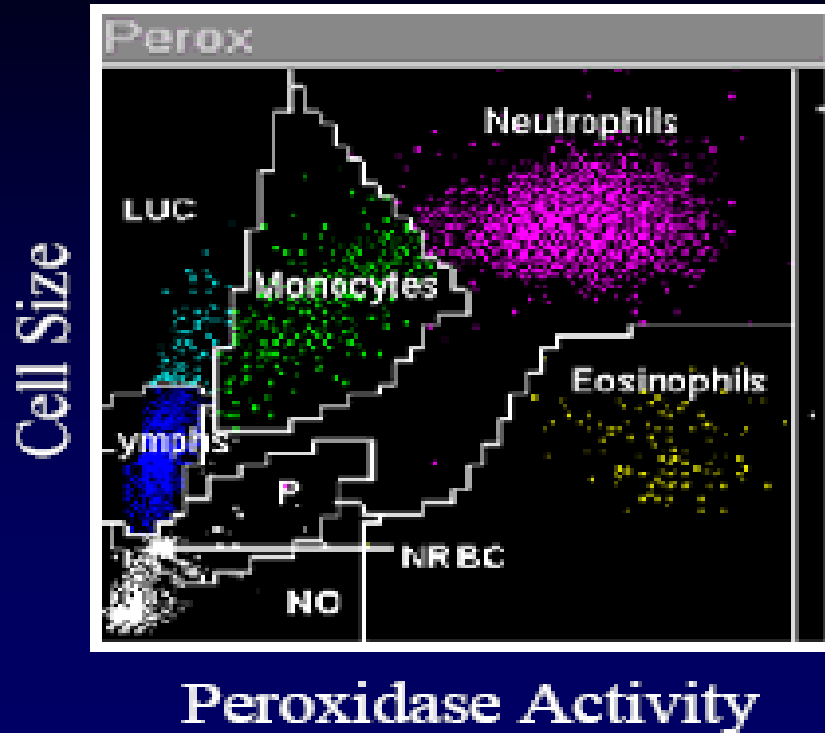 Perox
Neutrophils
LUC
Monocytes
Eosinophils
ymphs
P
NRBC
NO
Cell Size
Peroxidase Activity